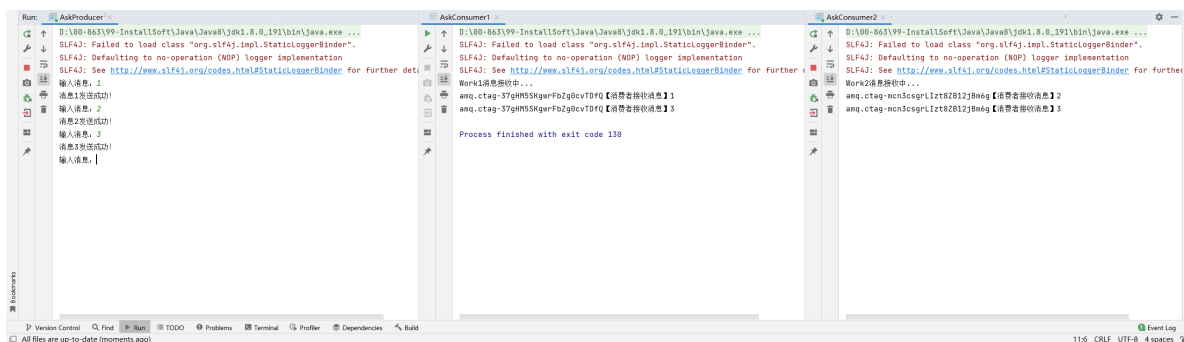 Run: AskProducer
D:\00-863\99-InstallSoft\Java\Java8\jdk1.8.0_191\bin\java.exe ...
SLF4J: Failed to load class "org.slf4j.impl.StaticLoggerBinder".
SLF4J: Defaulting to no-operation (NOP) logger implementation
SLF4J: See http://www.slf4j.org/codes.html#StaticLoggerBinder for further deta
输入消息：1
消息1发送成功！
输入消息：2
消息2发送成功！
输入消息：3
消息3发送成功！
输入消息：
AskConsumer1
D:\00-863\99-InstallSoft\Java\Java8\jdk1.8.0_191\bin\java.exe ...
SLF4J: Failed to load class "org.slf4j.impl.StaticLoggerBinder".
SLF4J: Defaulting to no-operation (NOP) logger implementation
SLF4J: See http://www.slf4j.org/codes.html#StaticLoggerBinder for further
Work1消息接收中...
amq.ctag-37gHM5SKgwrFbZg0cvTDfQ【消费者接收消息】1
amq.ctag-37gHM5SKgwrFbZg0cvTDfQ【消费者接收消息】3
Process finished with exit code 130
AskConsumer2
D:\00-863\99-InstallSoft\Java\Java8\jdk1.8.0_191\bin\java.exe ...
SLF4J: Failed to load class "org.slf4j.impl.StaticLoggerBinder".
SLF4J: Defaulting to no-operation (NOP) logger implementation
SLF4J: See http://www.slf4j.org/codes.html#StaticLoggerBinder for further
Work2消息接收中...
amq.ctag-mcn3csgrLIzt8ZB12jBm6g【消费者接收消息】2
amq.ctag-mcn3csgrLIzt8ZB12jBm6g【消费者接收消息】3
Bookmarks
Version Control Find Run TODO Problems Terminal Profiler Dependencies Build Event Log
All files are up-to-date (moments ago) 11:6 CRLF UTF-8 4 spaces